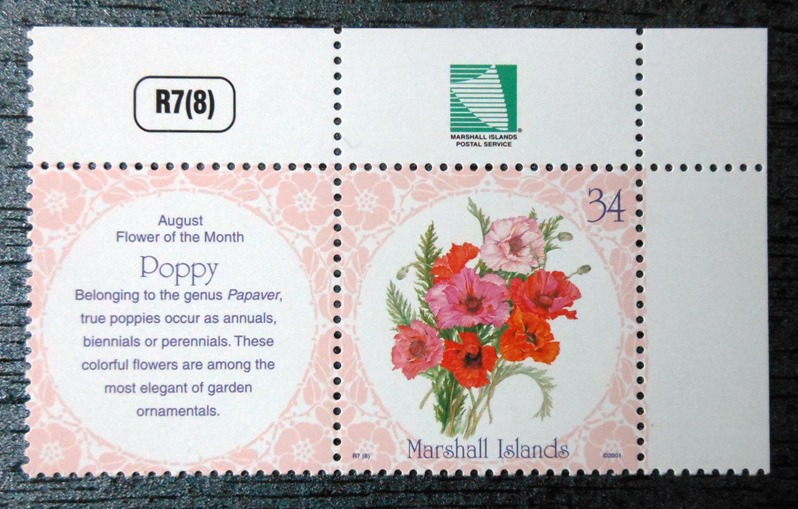 R7(8)
MARSHALL ISLANDS
POSTAL SERVICE
®
August
Flower of the Month
Poppy
Belonging to the genus Papaver,
true poppies occur as annuals,
biennials or perennials. These
colorful flowers are among the
most elegant of garden
ornamentals.
34
R7 (8)
Marshall Islands
©2001